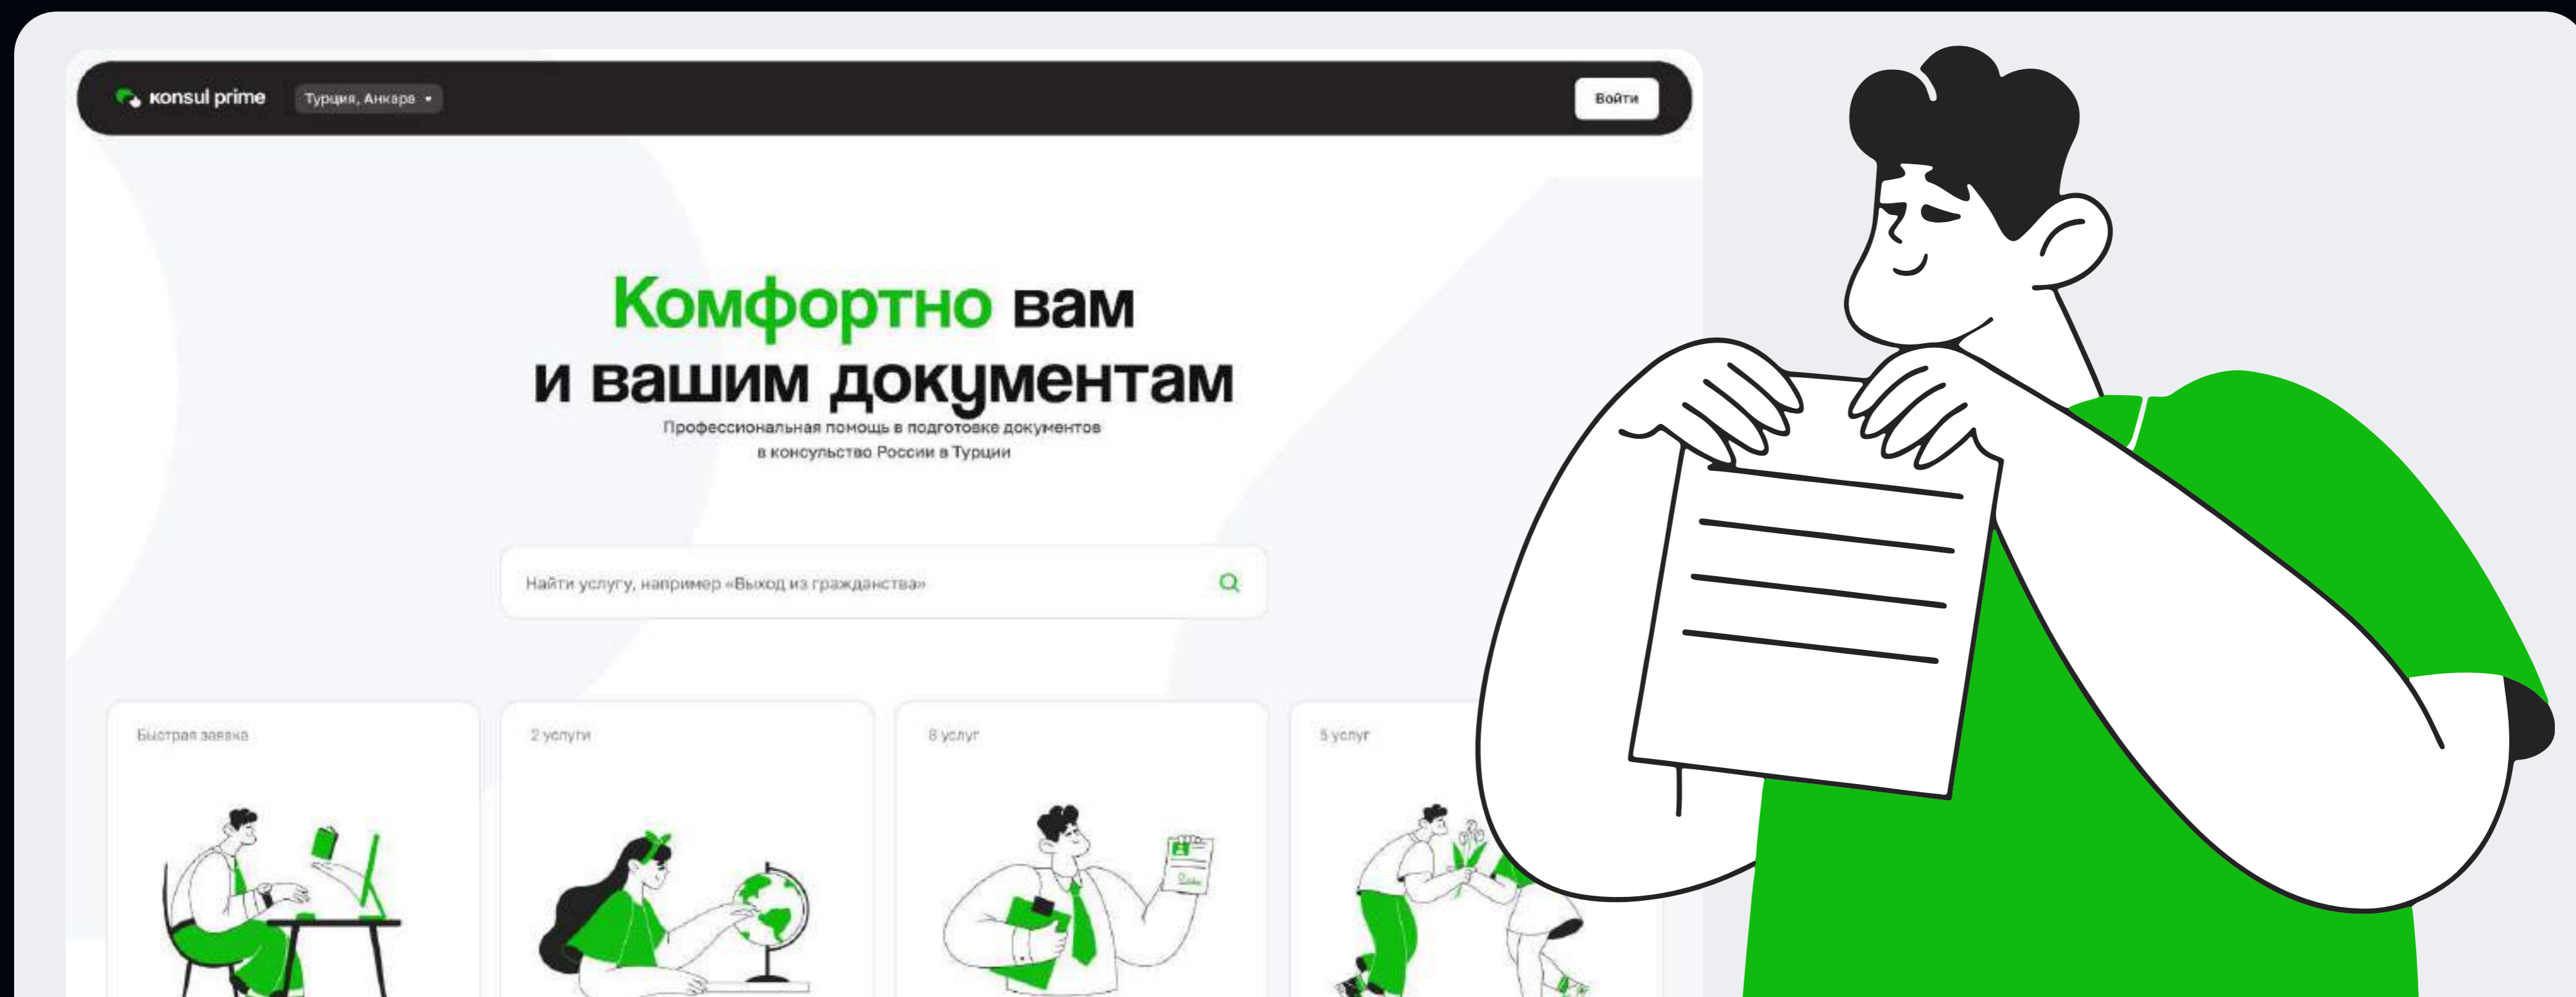 konsul prime
Турция, Анкара
Войти
Комфортно вам
и вашим документам
Профессиональная помощь в подготовке документов
в консульство России в Турции
Найти услугу, например «Выход из гражданства»
Быстрая заявка
2 услуги
8 услуг
5 услуг